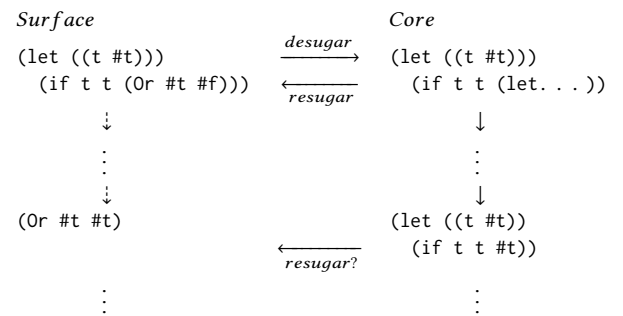 Surface Core
(let ((t #t))) desugar (let ((t #t)))
(if t t (Or #t #f))) resugar (if t t (let. . . ))
(Or #t #t) (let ((t #t))
resugar? (if t t #t))